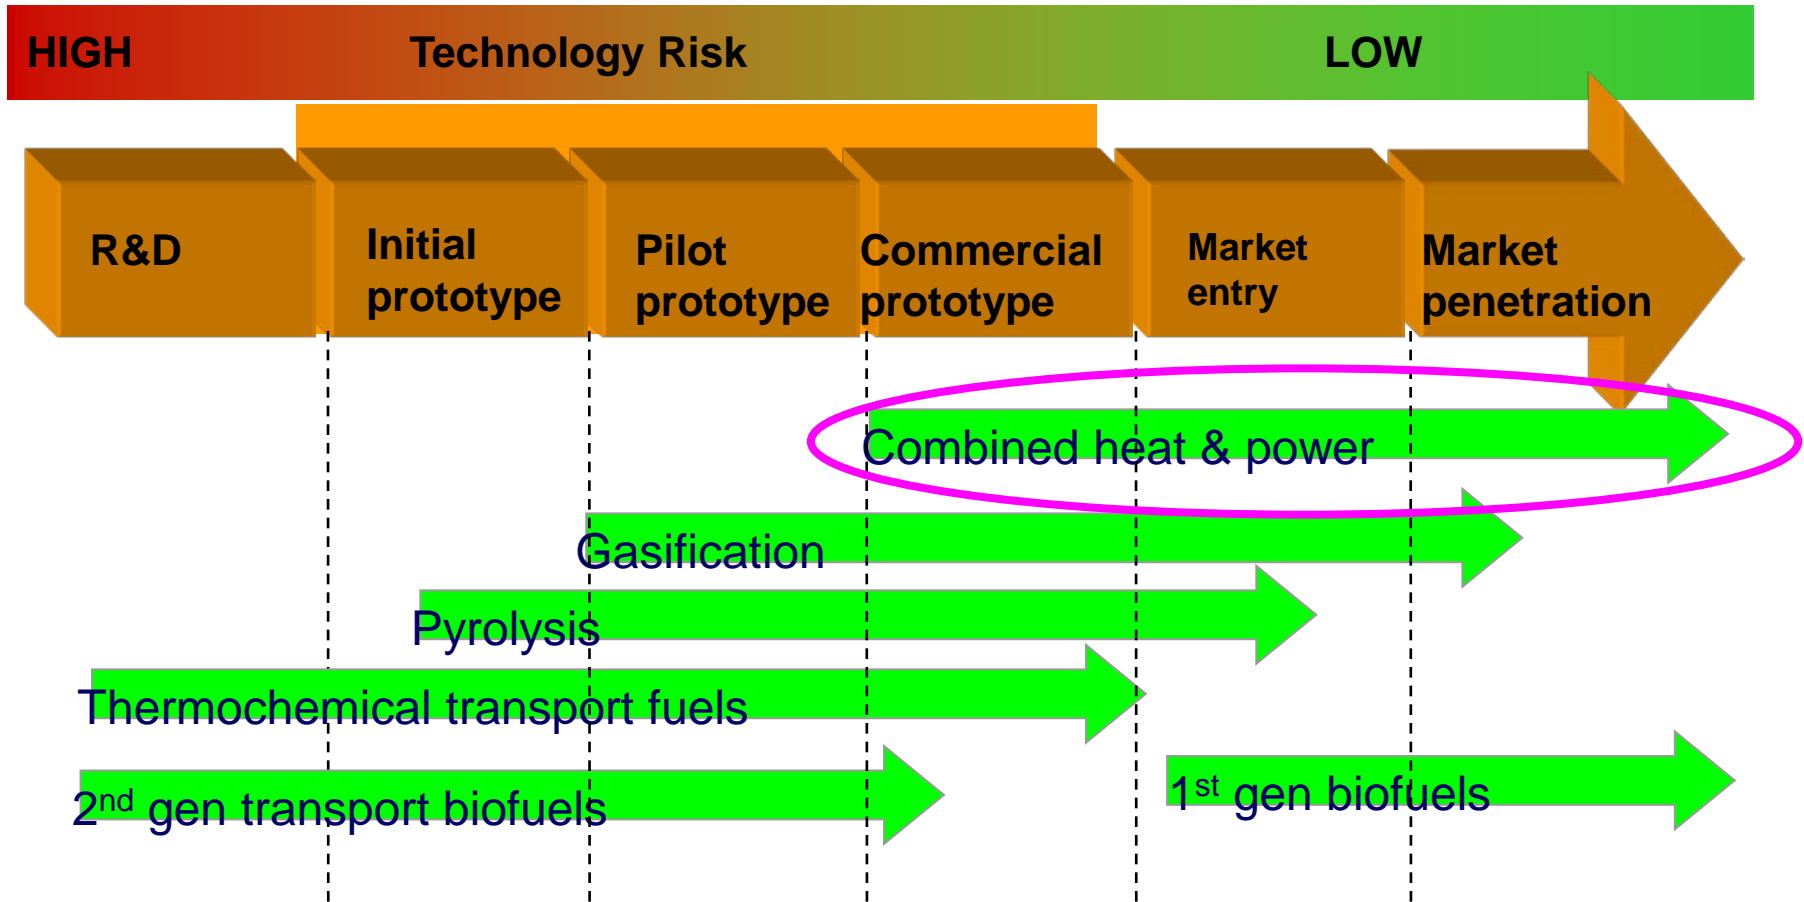 HIGH Technology Risk LOW
R&D
Initial
prototype
Pilot
prototype
Commercial
prototype
Market
entry
Market
penetration
Combined heat & power
Gasification
Pyrolysis
Thermochemical transport fuels
2nd gen transport biofuels
1st gen biofuels